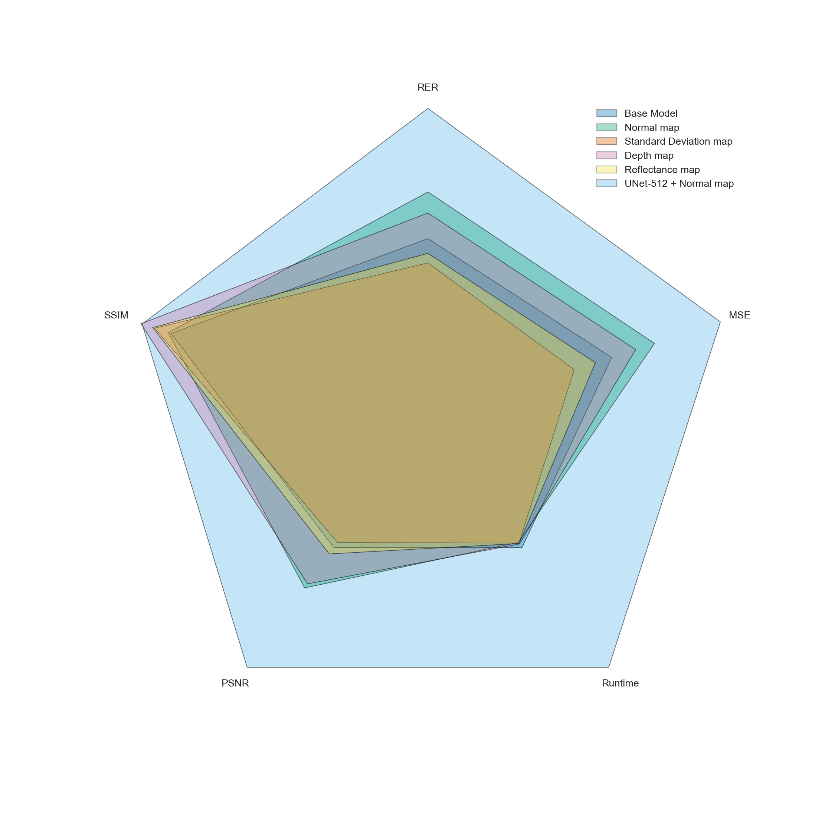 RER
Base Model
Normal map
Standard Deviation map
Depth map
Reflectance map
UNet-512 + Normal map
SSIM
MSE
PSNR
Runtime